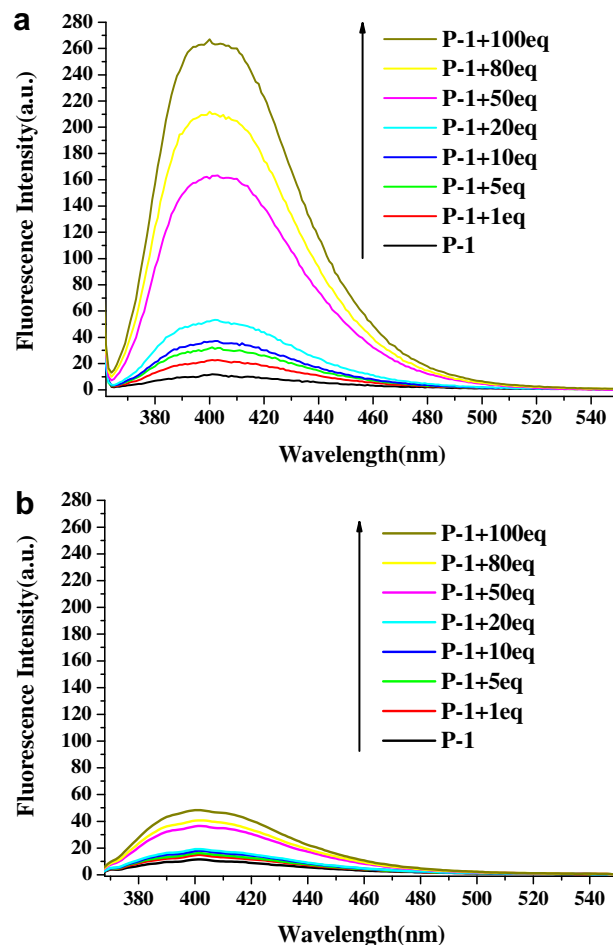 a
280
260
240
220
200
180
160
140
120
100
80
60
40
20
0
Fluorescence Intensity(a.u.)
P-1+100eq
P-1+80eq
P-1+50eq
P-1+20eq
P-1+10eq
P-1+5eq
P-1+1eq
P-1
380 400 420 440 460 480 500 520 540
Wavelength(nm)
b
280
260
240
220
200
180
160
140
120
100
80
60
40
20
0
Fluorescence Intensity(a.u.)
P-1+100eq
P-1+80eq
P-1+50eq
P-1+20eq
P-1+10eq
P-1+5eq
P-1+1eq
P-1
380 400 420 440 460 480 500 520 540
Wavelength(nm)